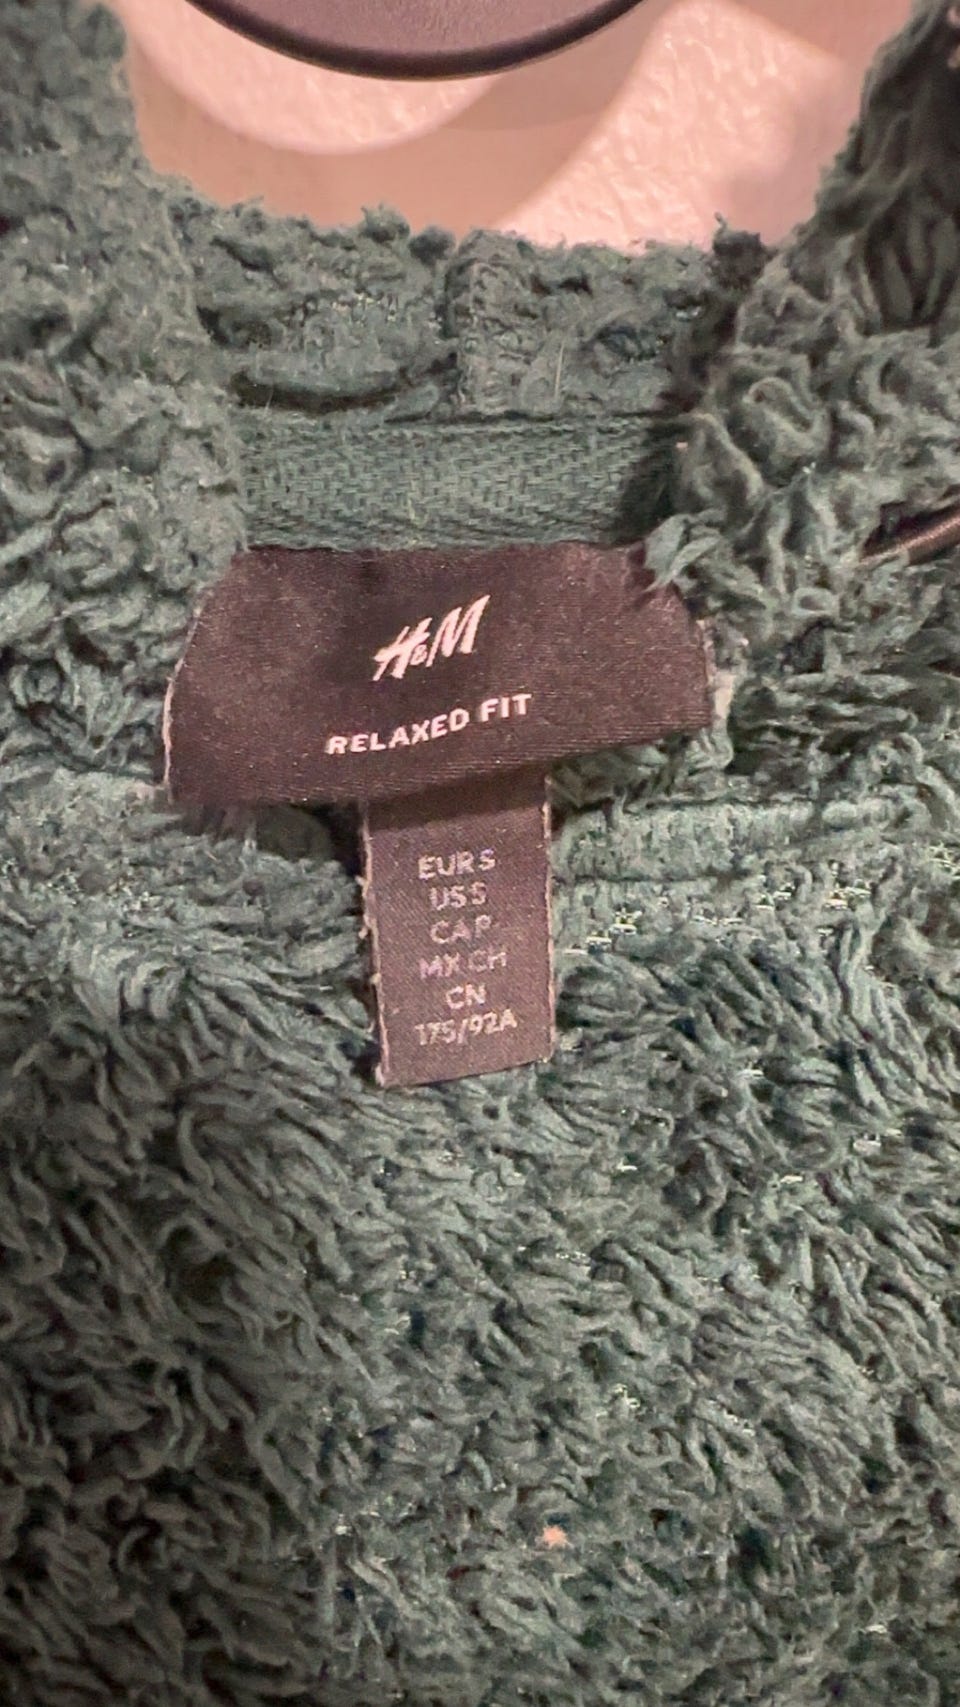 H&M
RELAXED FIT
EUR S
US S
CA P
MX CH
CN
175/92A